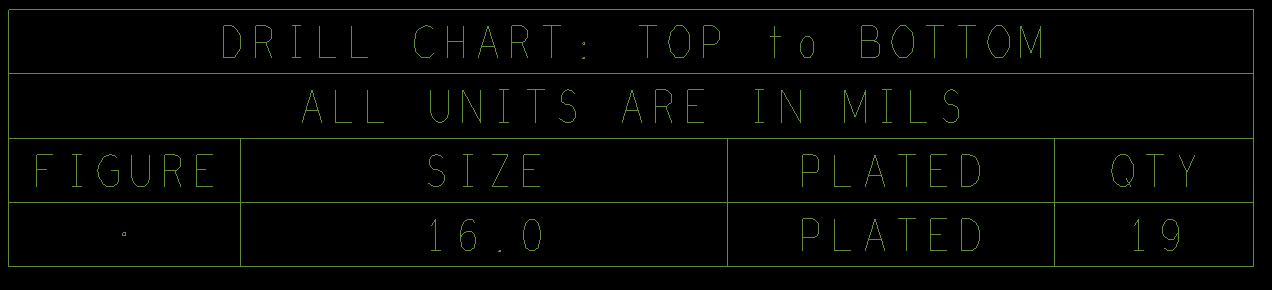 DRILL CHART: TOP to BOTTOM
ALL UNITS ARE IN MILS
FIGURE SIZE PLATED QTY
16.0 PLATED 19